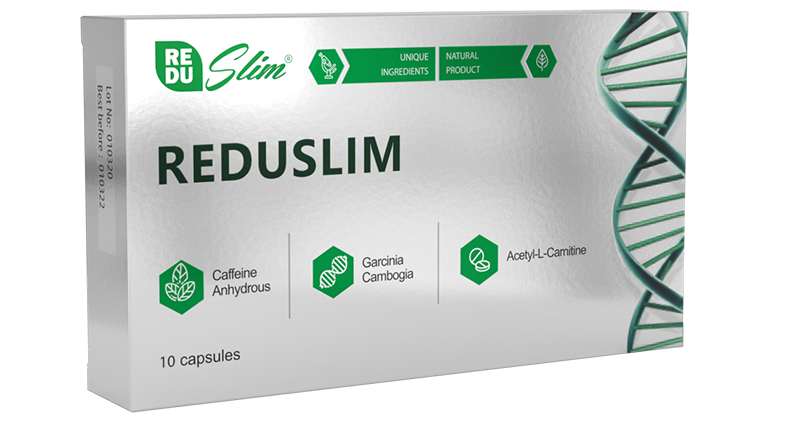 RE
DU
Slim®
UNIQUE
INGREDIENTS
NATURAL
PRODUCT
REDUSLIM
Caffeine
Anhydrous
Garcinia
Cambogia
Acetyl-L-Carnitine
10 capsules
Lot No: 010320
Best before : 010322